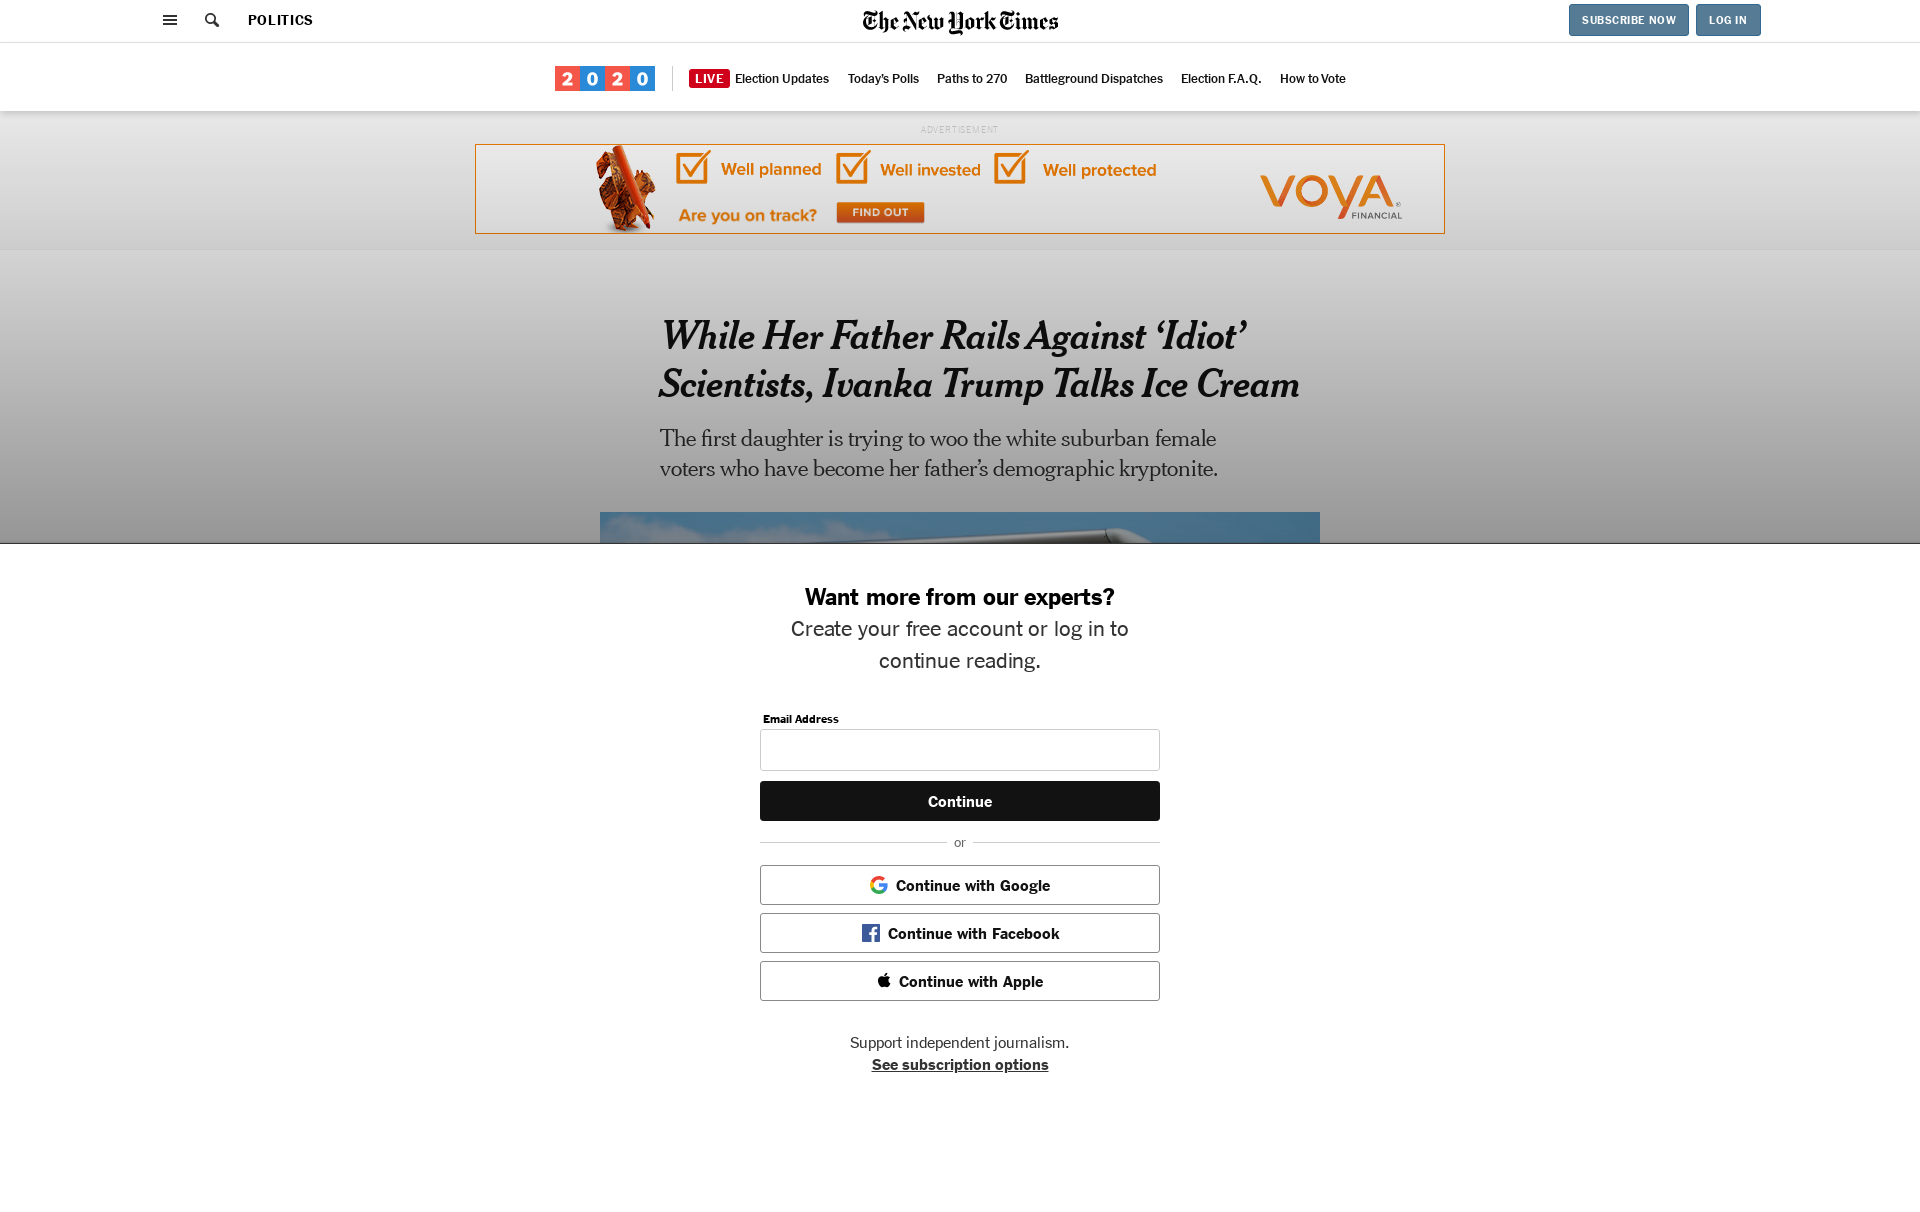 POLITICS
The New York Times
SUBSCRIBE NOW
LOG IN
2020
LIVE Election Updates
Today's Polls
Paths to 270
Battleground Dispatches
Election F.A.Q.
How to Vote
ADVERTISEMENT
Well planned
Well invested
Well protected
Are you on track?
FIND OUT
VOYA®
FINANCIAL
While Her Father Rails Against ‘Idiot’
Scientists, Ivanka Trump Talks Ice Cream
The first daughter is trying to woo the white suburban female
voters who have become her father’s demographic kryptonite.
Want more from our experts?
Create your free account or log in to
continue reading.
Email Address
Continue
or
Continue with Google
Continue with Facebook
Continue with Apple
Support independent journalism.
See subscription options